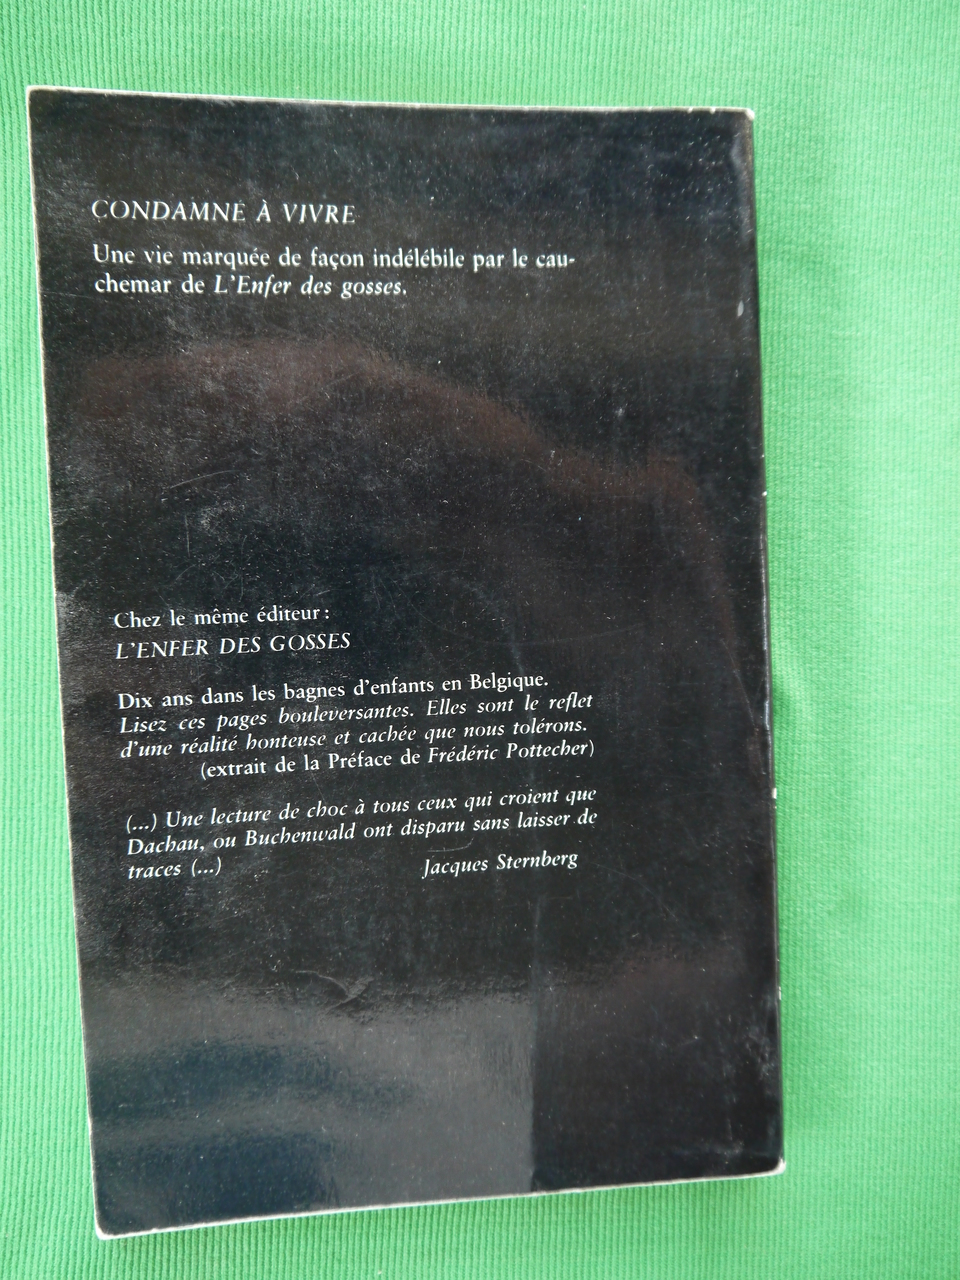 CONDAMNÉ À VIVRE
Une vie marquée de façon indélébile par le cau-
chemar de L'Enfer des gosses.
Chez le même éditeur :
L'ENFER DES GOSSES
Dix ans dans les bagnes d'enfants en Belgique.
Lisez ces pages bouleversantes. Elles sont le reflet
d'une réalité honteuse et cachée que nous tolérons.
(extrait de la Préface de Frédéric Pottecher)
(...) Une lecture de choc à tous ceux qui croient que
Dachau, ou Buchenwald ont disparu sans laisser de
traces (...)
Jacques Sternberg